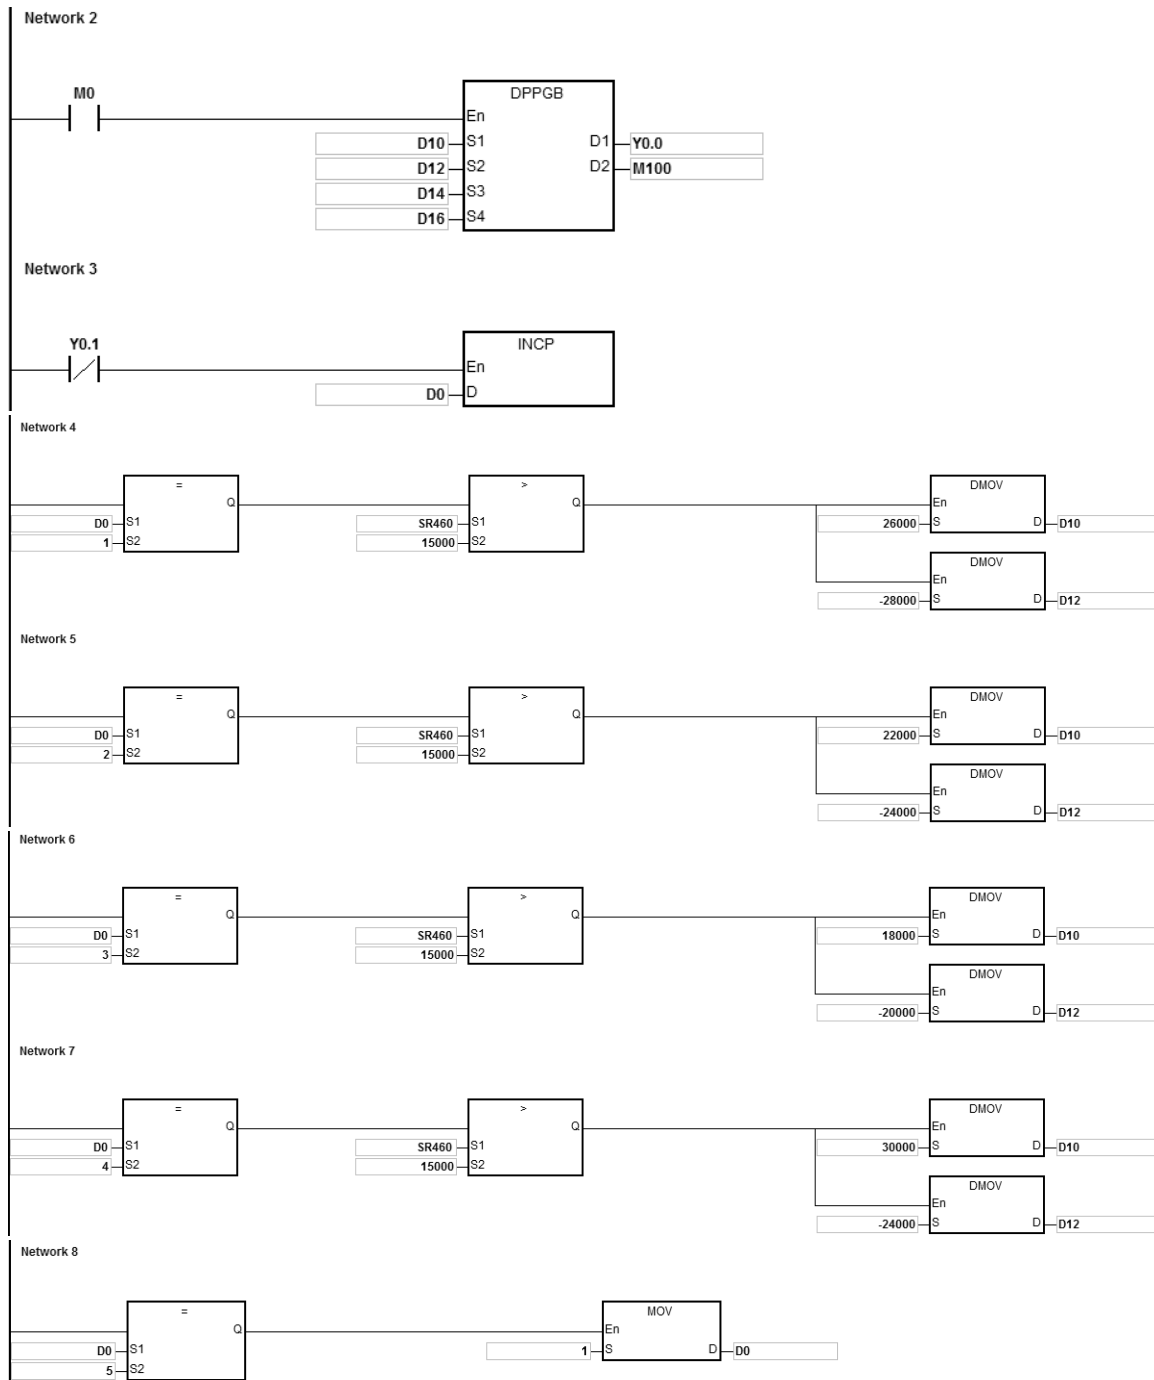 Network 2
M0
DPPGB
En
D10 S1 D1 Y0.0
D12 S2 D2 M100
D14 S3
D16 S4
Network 3
Y0.1
INCP
En
D0 D
Network 4
= > DMOV
Q Q En
D0 S1 SR460 S1 26000 S D D10
1 S2 15000 S2
DMOV
En
-28000 S D D12
Network 5
= > DMOV
Q Q En
D0 S1 SR460 S1 22000 S D D10
2 S2 15000 S2
DMOV
En
-24000 S D D12
Network 6
= > DMOV
Q Q En
D0 S1 SR460 S1 18000 S D D10
3 S2 15000 S2
DMOV
En
-20000 S D D12
Network 7
= > DMOV
Q Q En
D0 S1 SR460 S1 30000 S D D10
4 S2 15000 S2
DMOV
En
-24000 S D D12
Network 8
= MOV
Q En
D0 S1 1 S D D0
5 S2